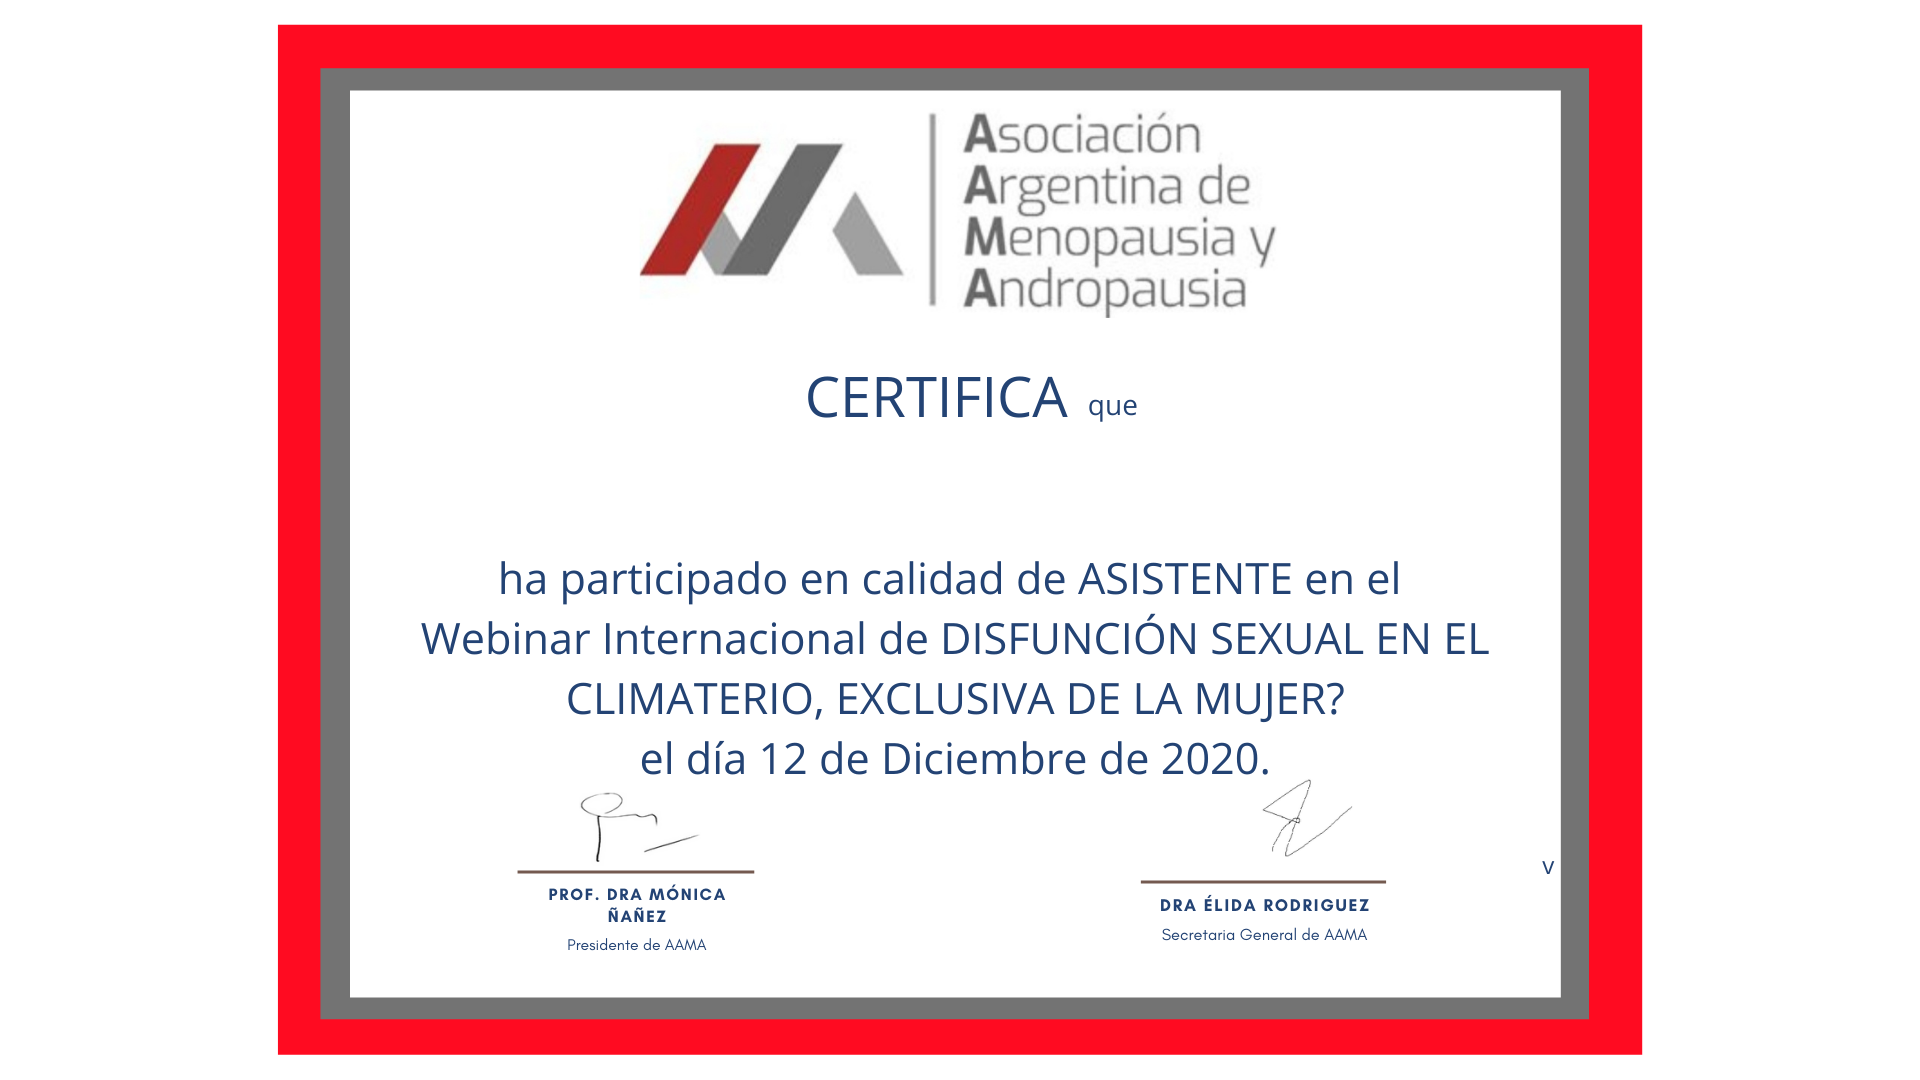 Asociación
Argentina de
Menopausia y
Andropausia
CERTIFICA que
ha participado en calidad de ASISTENTE en el
Webinar Internacional de DISFUNCIÓN SEXUAL EN EL
CLIMATERIO, EXCLUSIVA DE LA MUJER?
el día 12 de Diciembre de 2020.
v
PROF. DRA MÓNICA
ÑAÑEZ
Presidente de AAMA
DRA ÉLIDA RODRIGUEZ
Secretaria General de AAMA